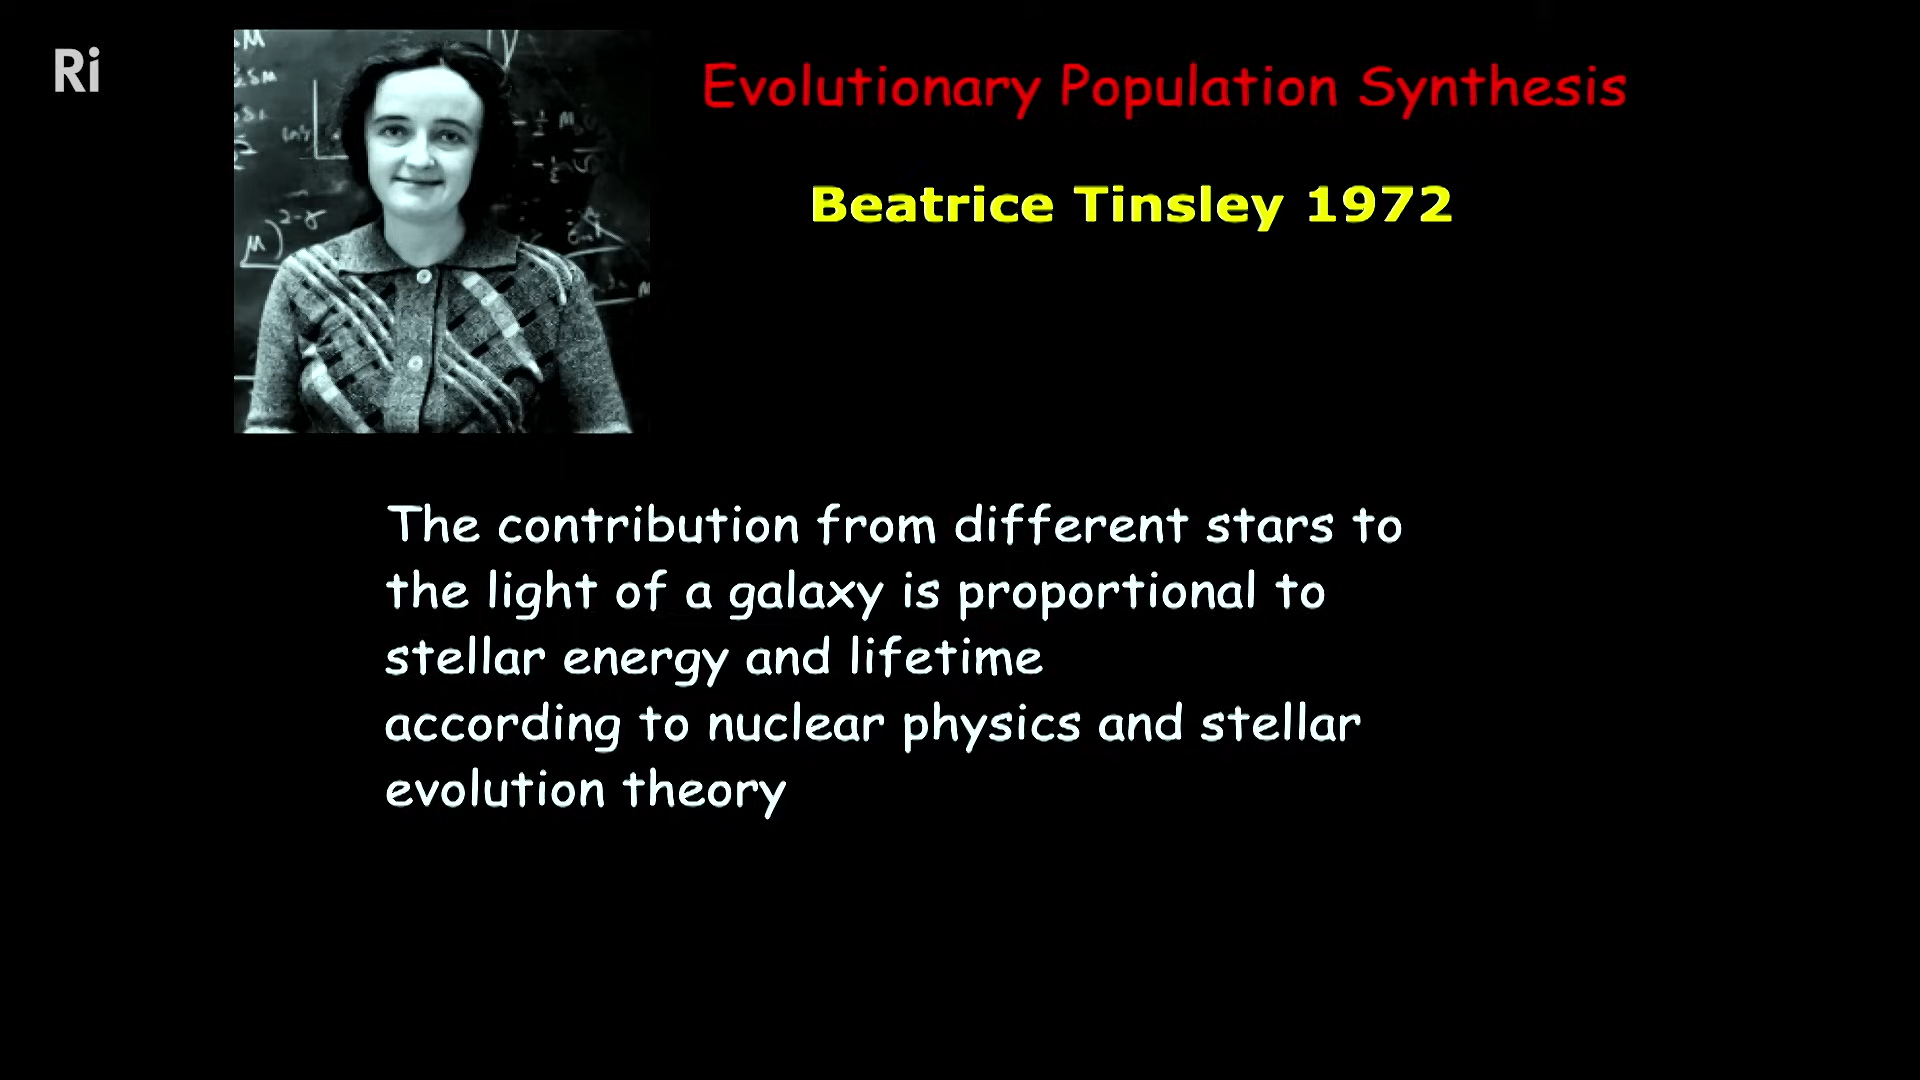 Ri
Evolutionary Population Synthesis
Beatrice Tinsley 1972
The contribution from different stars to
the light of a galaxy is proportional to
stellar energy and lifetime
according to nuclear physics and stellar
evolution theory